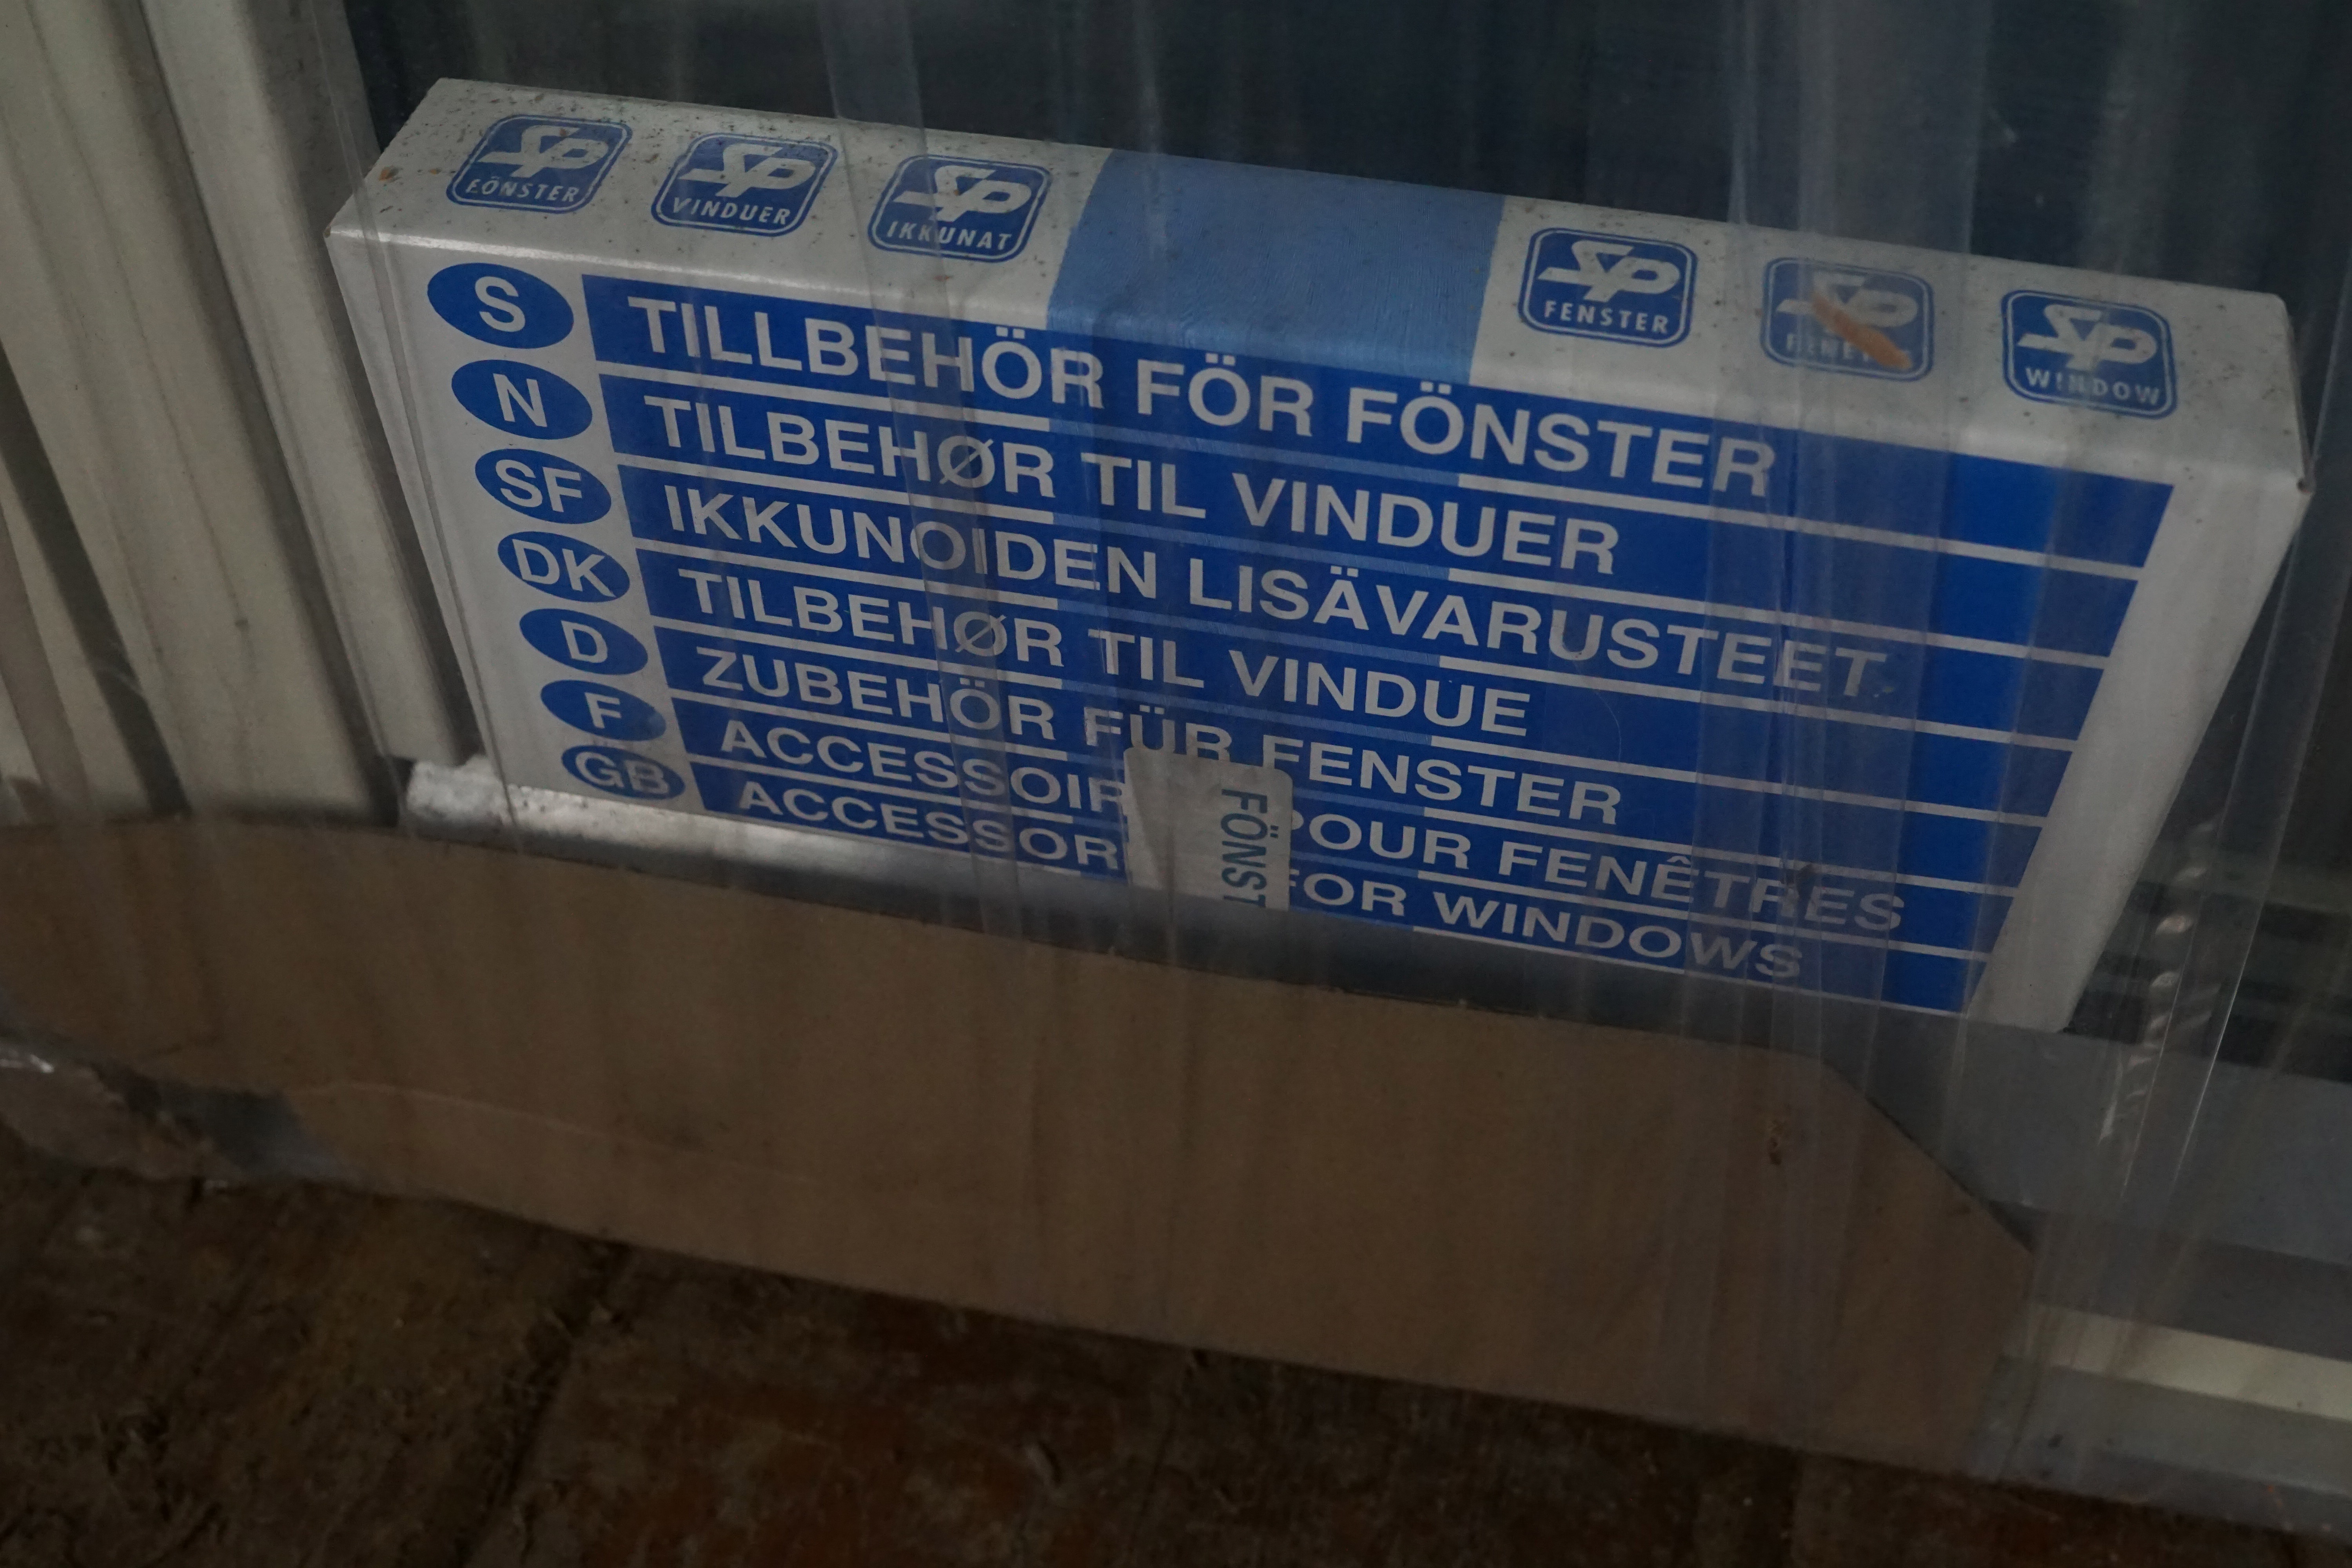 SP FÖNSTER
SP VINDUER
SP IKKUNAT
SP FENSTER
SP
SP WINDOW
S TILLBEHÖR FÖR FÖNSTER
N TILBEHØR TIL VINDUER
SF IKKUNOIDEN LISÄVARUSTEET
DK TILBEHØR TIL VINDUE
D ZUBEHÖR FÜR FENSTER
F ACCESSOIR POUR FENÊTRES
GB ACCESSOR FOR WINDOWS
FÖNST